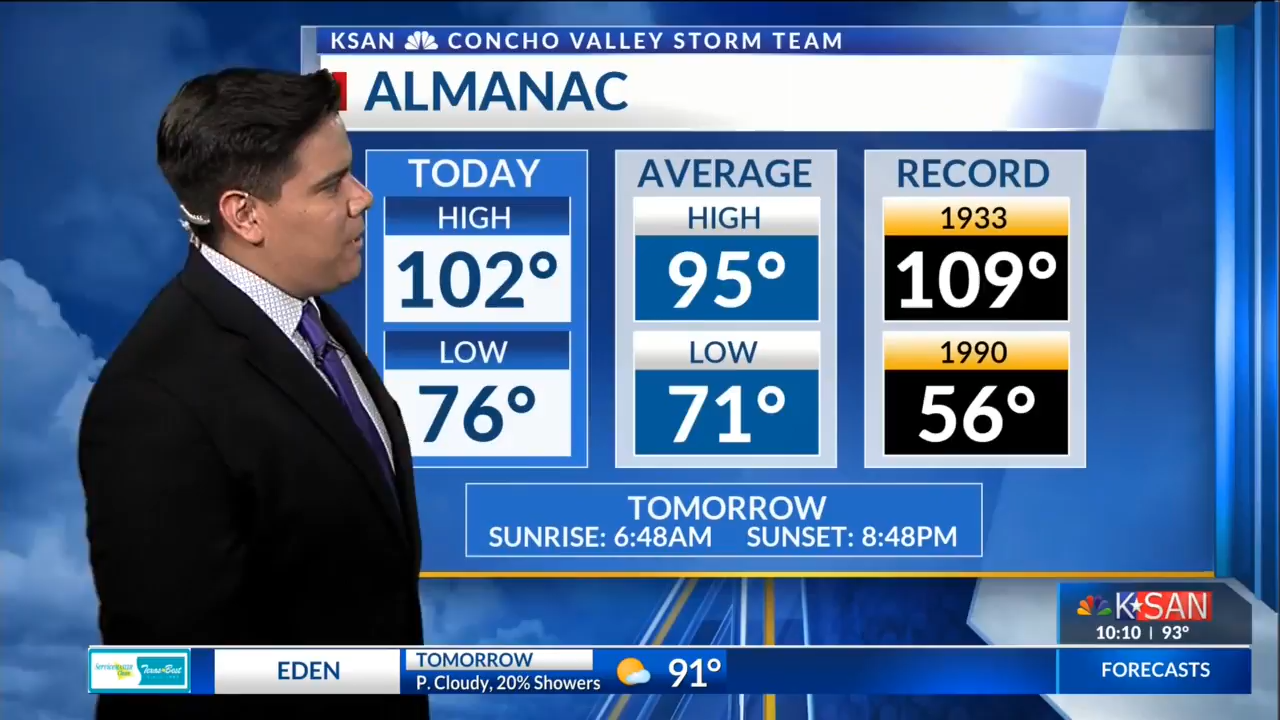 KSAN CONCHO VALLEY STORM TEAM
ALMANAC
TODAY
HIGH
102°
LOW
76°
AVERAGE
HIGH
95°
LOW
71°
RECORD
1933
109°
1990
56°
TOMORROW
SUNRISE: 6:48AM SUNSET: 8:48PM
KSAN
10:10 | 93°
EDEN
TOMORROW
P. Cloudy, 20% Showers
91°
FORECASTS